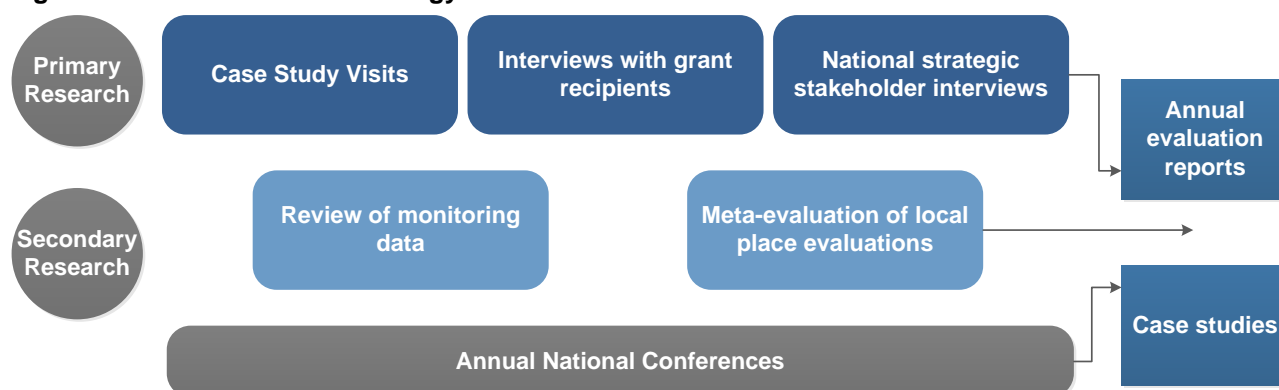 Primary
Research
Case Study Visits
Interviews with grant
recipients
National strategic
stakeholder interviews
Annual
evaluation
reports
Secondary
Research
Review of monitoring
data
Meta-evaluation of local
place evaluations
Case studies
Annual National Conferences